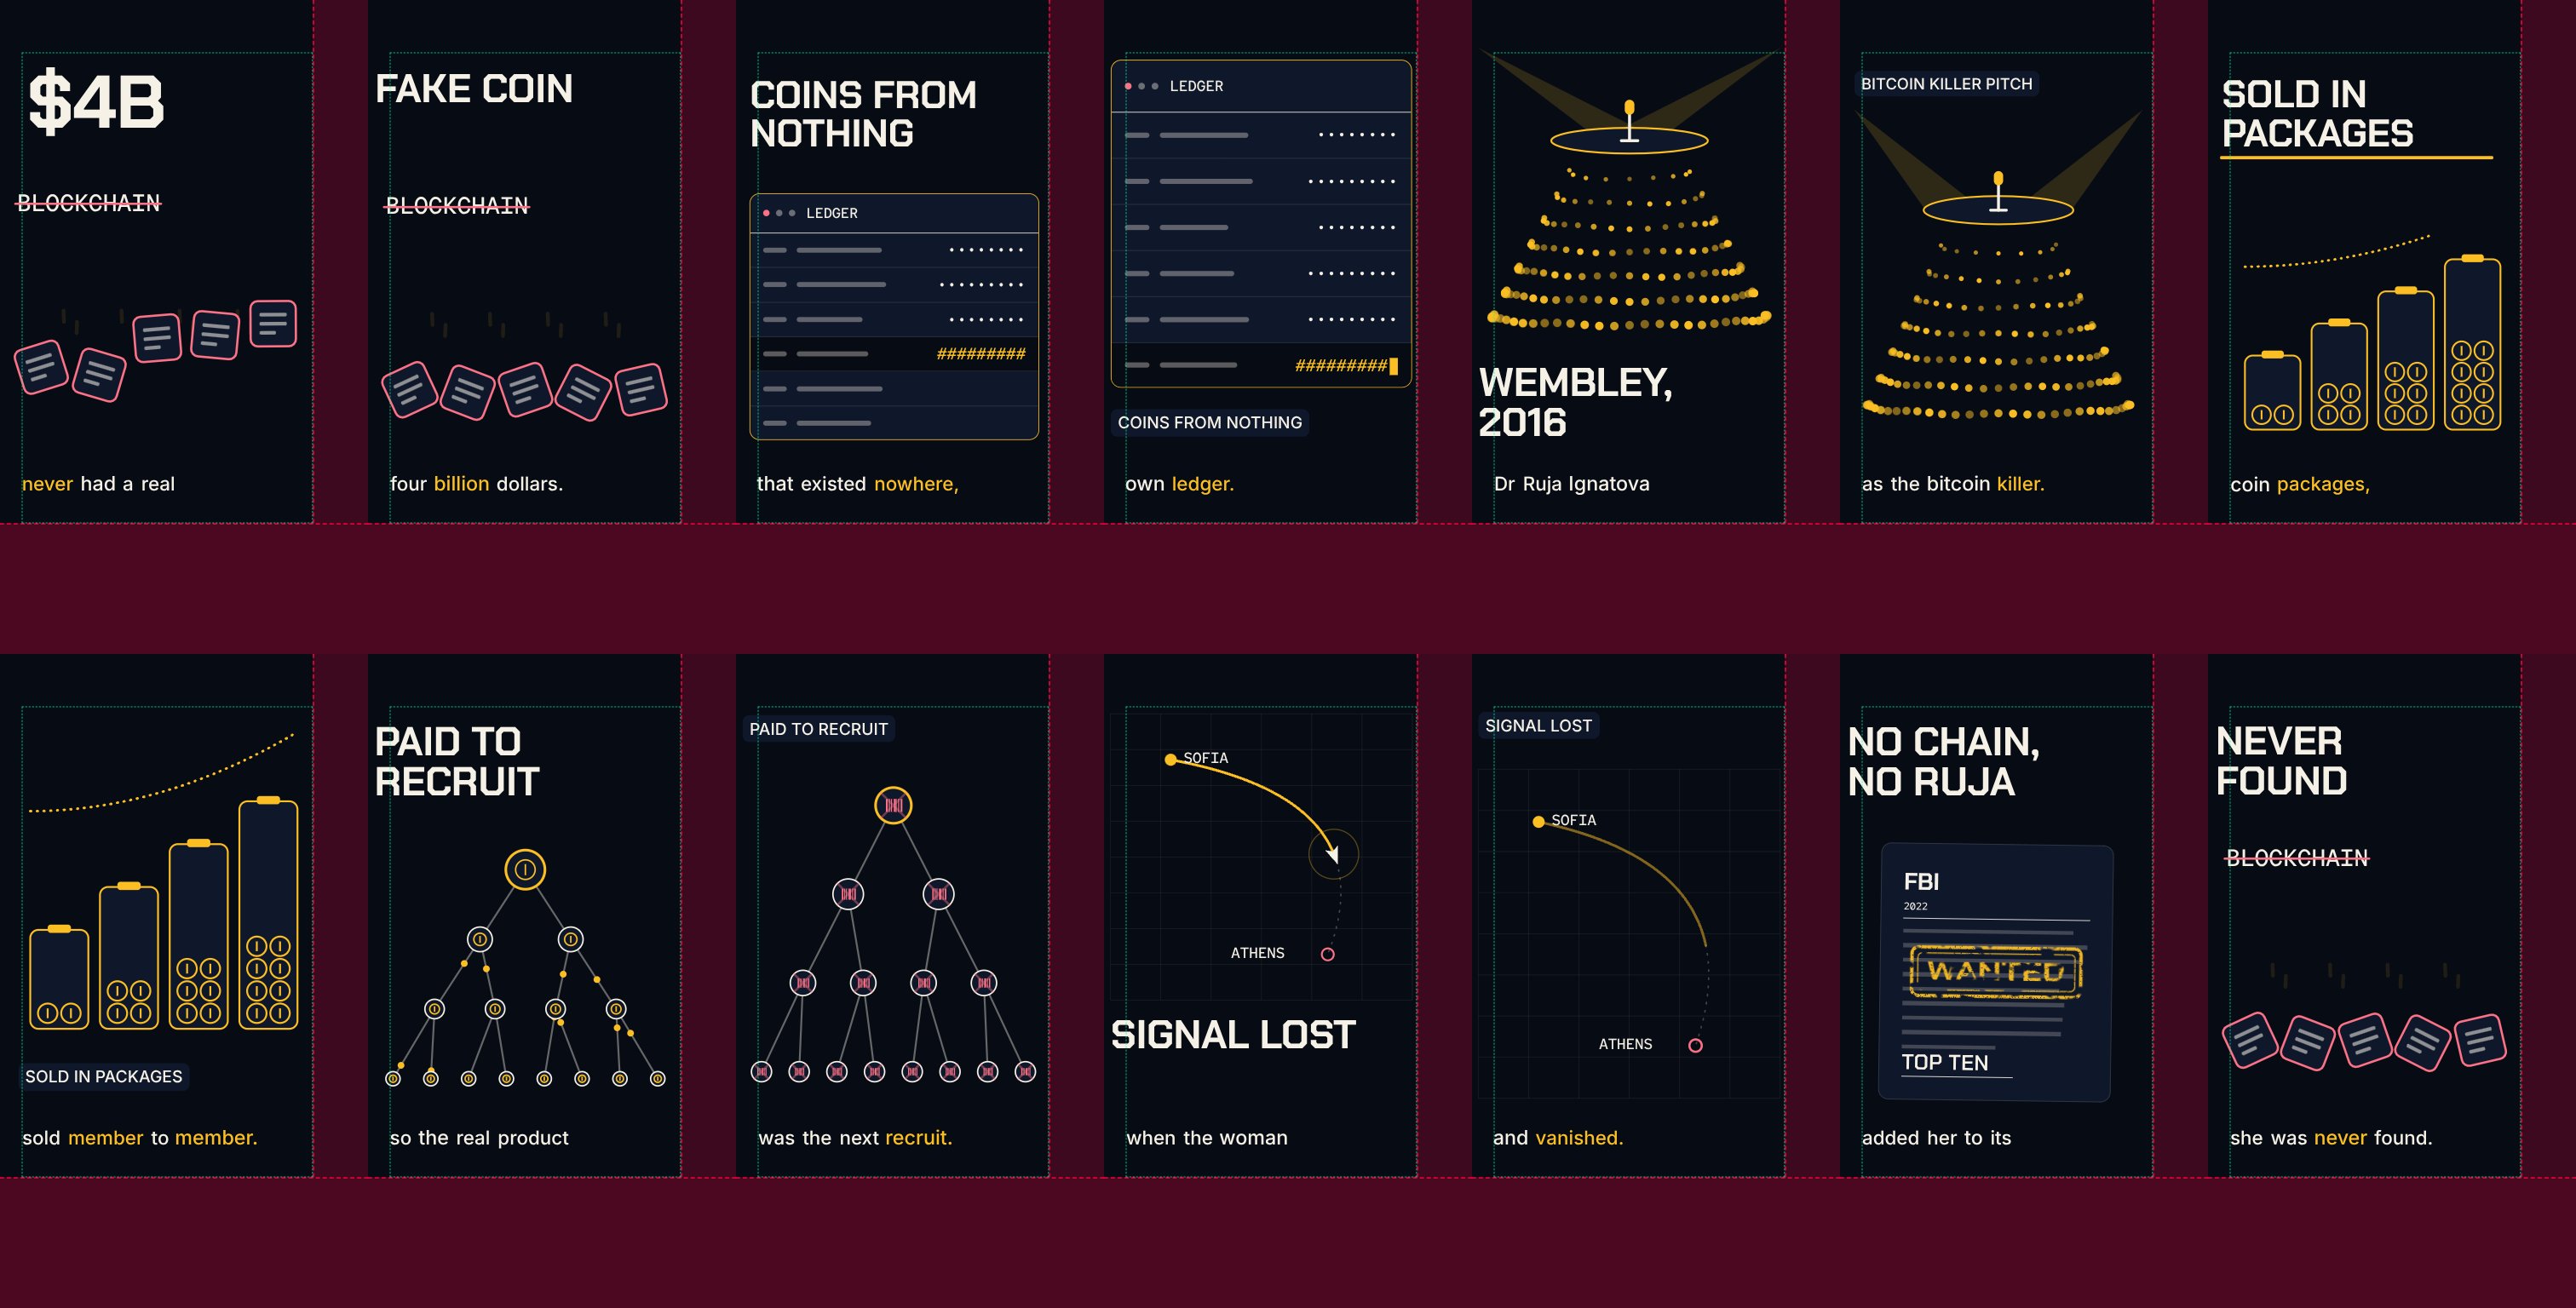 $4B
BLOCKCHAIN
never had a real
FAKE COIN
BLOCKCHAIN
four billion dollars.
COINS FROM
NOTHING
LEDGER
#########
that existed nowhere,
LEDGER
#########
COINS FROM NOTHING
own ledger.
WEMBLEY,
2016
Dr Ruja Ignatova
BITCOIN KILLER PITCH
as the bitcoin killer.
SOLD IN
PACKAGES
coin packages,
SOLD IN PACKAGES
sold member to member.
PAID TO
RECRUIT
so the real product
PAID TO RECRUIT
was the next recruit.
SOFIA
ATHENS
SIGNAL LOST
when the woman
SIGNAL LOST
SOFIA
ATHENS
and vanished.
NO CHAIN,
NO RUJA
FBI
2022
WANTED
TOP TEN
added her to its
NEVER
FOUND
BLOCKCHAIN
she was never found.